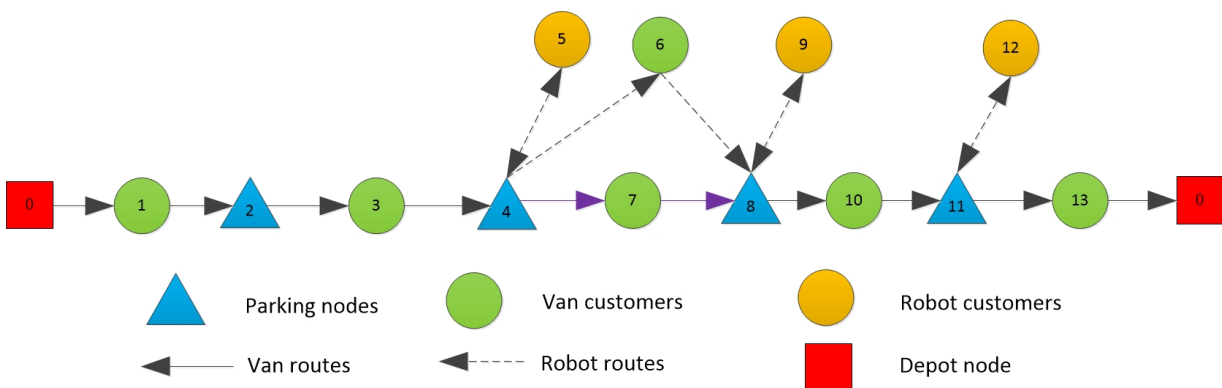 5
6
9
12
0
1
2
3
4
7
8
10
11
13
0
Parking nodes
Van customers
Robot customers
Van routes
Robot routes
Depot node